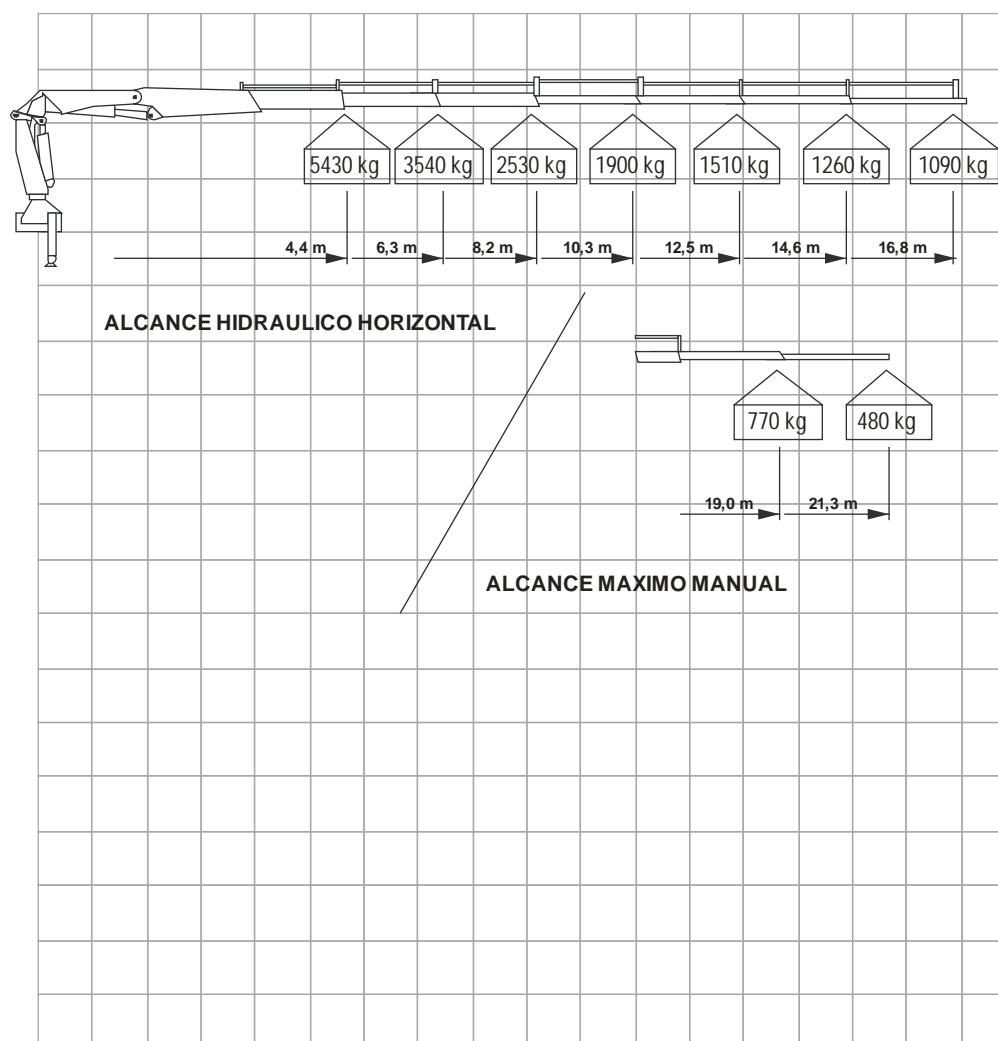 5430 kg 3540 kg 2530 kg 1900 kg 1510 kg 1260 kg 1090 kg
4,4 m 6,3 m 8,2 m 10,3 m 12,5 m 14,6 m 16,8 m
ALCANCE HIDRAULICO HORIZONTAL
770 kg 480 kg
19,0 m 21,3 m
ALCANCE MAXIMO MANUAL